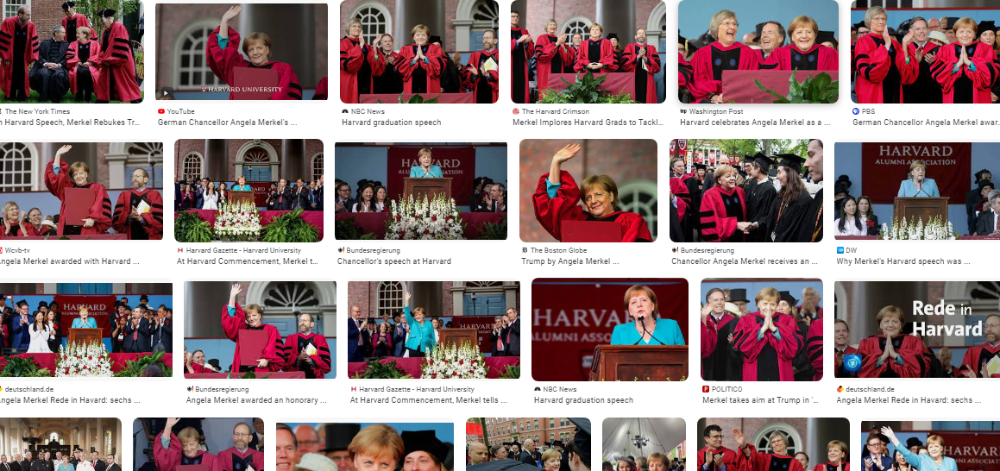 HARVARD UNIVERSITY
The New York Times
n Harvard Speech, Merkel Rebukes Tr...
YouTube
German Chancellor Angela Merkel's ...
NBC News
Harvard graduation speech
The Harvard Crimson
Merkel Implores Harvard Grads to Tackl...
Washington Post
Harvard celebrates Angela Merkel as a ...
PBS
German Chancellor Angela Merkel awar.
HARVARD
ALUMNI ASSOCIATION
HARVARD
ALUMNI ASSOCIATION
Wcvb-tv
ngela Merkel awarded with Harvard ...
Harvard Gazette - Harvard University
At Harvard Commencement, Merkel t...
Bundesregierung
Chancellor's speech at Harvard
The Boston Globe
Trump by Angela Merkel ...
Bundesregierung
Chancellor Angela Merkel receives an ...
DW
Why Merkel's Harvard speech was ...
HARVARD
ALUMNI ASSOCIATION
HARVARD
HARVA
ALUMNI ASSOC
Rede in
Harvard
deutschland.de
ngela Merkel Rede in Havard: sechs ...
Bundesregierung
Angela Merkel awarded an honorary ...
Harvard Gazette - Harvard University
At Harvard Commencement, Merkel tells ...
NBC News
Harvard graduation speech
POLITICO
Merkel takes aim at Trump in '...
deutschland.de
Angela Merkel Rede in Havard: sechs ...
HARVARD